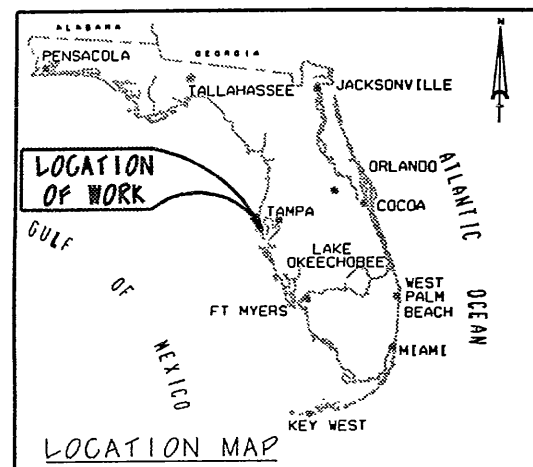 ALABAMA
N
PENSACOLA
GEORGIA
TALLAHASSEE
JACKSONVILLE
LOCATION
OF WORK
ORLANDO
ATLANTIC OCEAN
COCOA
TAMPA
GULF OF MEXICO
LAKE
OKEECHOBEE
WEST
PALM
BEACH
FT MYERS
MIAMI
KEY WEST
LOCATION MAP